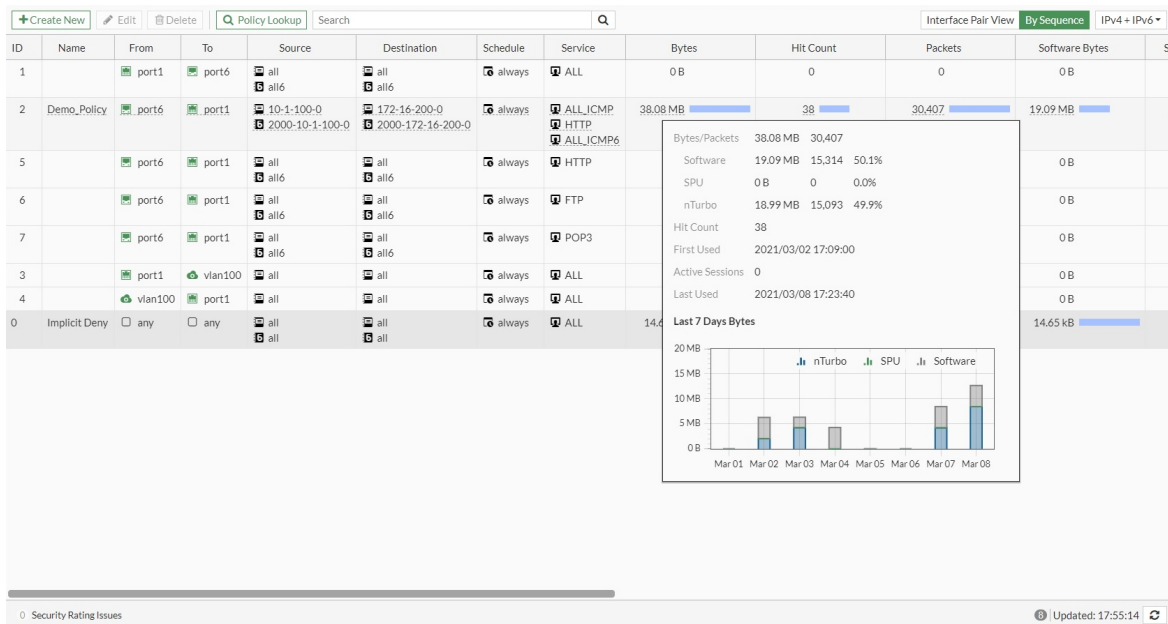 Create New Edit Delete Policy Lookup Search Interface Pair View By Sequence IPv4 + IPv6
ID Name From To Source Destination Schedule Service Bytes Hit Count Packets Software Bytes S
1 port1 port6 all all always ALL 0 B 0 0 0 B
all6 all6
2 Demo_Policy port6 port1 10-1-100-0 172-16-200-0 always ALL_ICMP 38.08 MB 38 30,407 19.09 MB
2000-10-1-100-0 2000-172-16-200-0 HTTP
ALL_ICMP6
5 port6 port1 all all always HTTP 0 B
all6 all6
6 port6 port1 all all always FTP 0 B
all6 all6
7 port6 port1 all all always POP3 0 B
all6 all6
3 port1 vlan100 all all always ALL 0 B
4 vlan100 port1 all all always ALL 0 B
0 Implicit Deny any any all all always ALL 14.65 kB
all all
Bytes/Packets 38.08 MB 30,407
Software 19.09 MB 15,314 50.1%
SPU 0 B 0 0.0%
nTurbo 18.99 MB 15,093 49.9%
Hit Count 38
First Used 2021/03/02 17:09:00
Active Sessions 0
Last Used 2021/03/08 17:23:40
Last 7 Days Bytes
nTurbo SPU Software
20 MB
15 MB
10 MB
5 MB
0 B
Mar 01 Mar 02 Mar 03 Mar 04 Mar 05 Mar 06 Mar 07 Mar 08
0 Security Rating Issues 8 Updated: 17:55:14